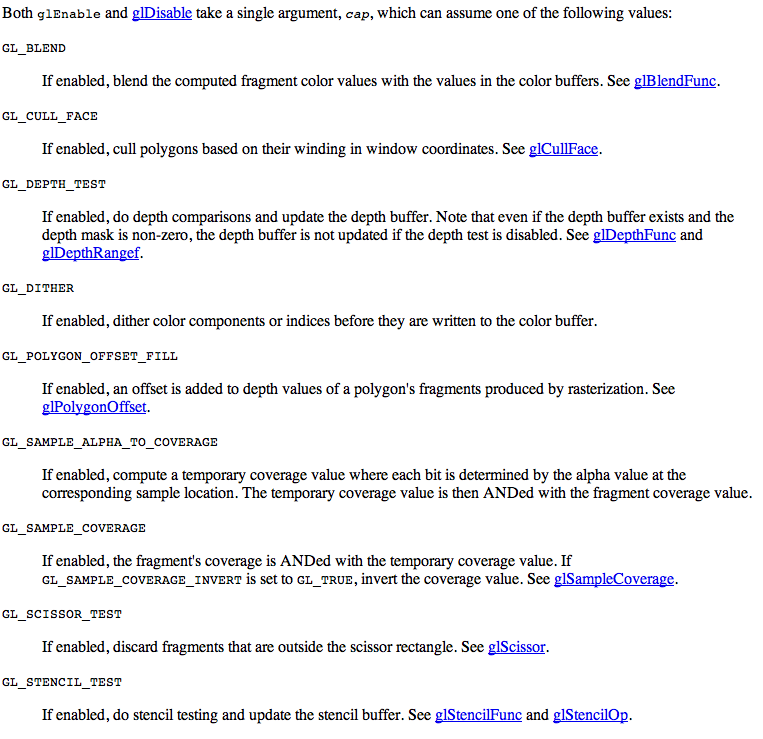 Both glEnable and glDisable take a single argument, cap, which can assume one of the following values:
GL_BLEND
If enabled, blend the computed fragment color values with the values in the color buffers. See glBlendFunc.
GL_CULL_FACE
If enabled, cull polygons based on their winding in window coordinates. See glCullFace.
GL_DEPTH_TEST
If enabled, do depth comparisons and update the depth buffer. Note that even if the depth buffer exists and the
depth mask is non-zero, the depth buffer is not updated if the depth test is disabled. See glDepthFunc and
glDepthRangef.
GL_DITHER
If enabled, dither color components or indices before they are written to the color buffer.
GL_POLYGON_OFFSET_FILL
If enabled, an offset is added to depth values of a polygon's fragments produced by rasterization. See
glPolygonOffset.
GL_SAMPLE_ALPHA_TO_COVERAGE
If enabled, compute a temporary coverage value where each bit is determined by the alpha value at the
corresponding sample location. The temporary coverage value is then ANDed with the fragment coverage value.
GL_SAMPLE_COVERAGE
If enabled, the fragment's coverage is ANDed with the temporary coverage value. If
GL_SAMPLE_COVERAGE_INVERT is set to GL_TRUE, invert the coverage value. See glSampleCoverage.
GL_SCISSOR_TEST
If enabled, discard fragments that are outside the scissor rectangle. See glScissor.
GL_STENCIL_TEST
If enabled, do stencil testing and update the stencil buffer. See glStencilFunc and glStencilOp.